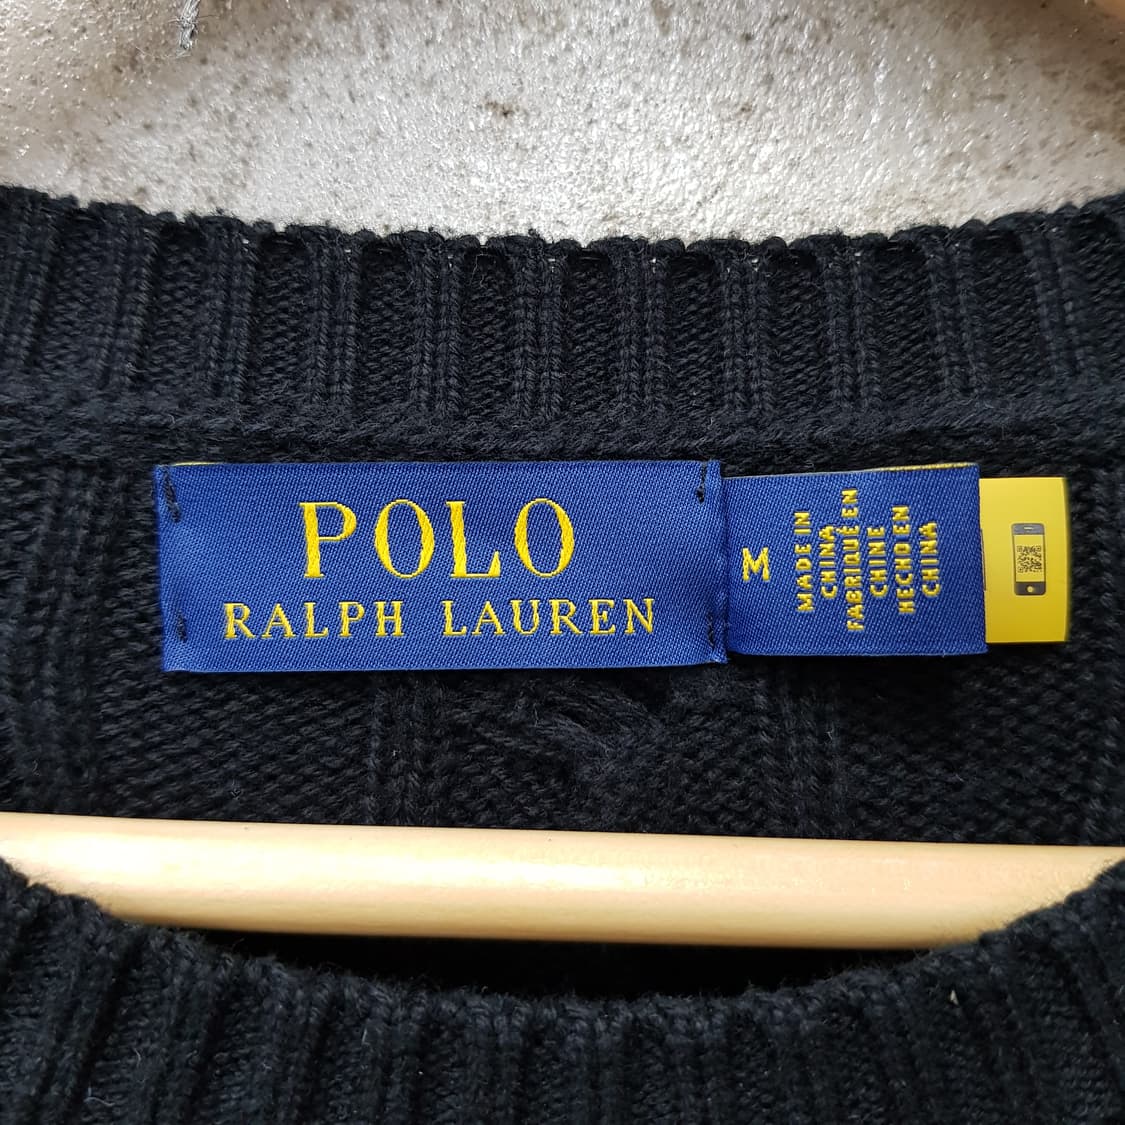 POLO
RALPH LAUREN
M
MADE IN
CHINA
FABRIQUÉ EN
CHINE
HECHO EN
CHINA